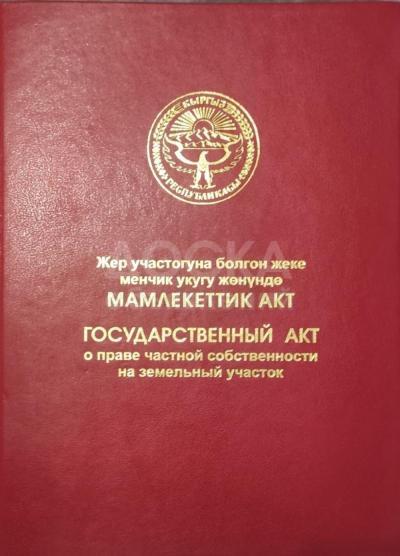 КЫРГЫЗ
РЕСПУБЛИКАСЫ
Жер участогуна болгон жеке
менчик укугу жөнүндө
МАМЛЕКЕТТИК АКТ
ГОСУДАРСТВЕННЫЙ АКТ
о праве частной собственности
на земельный участок